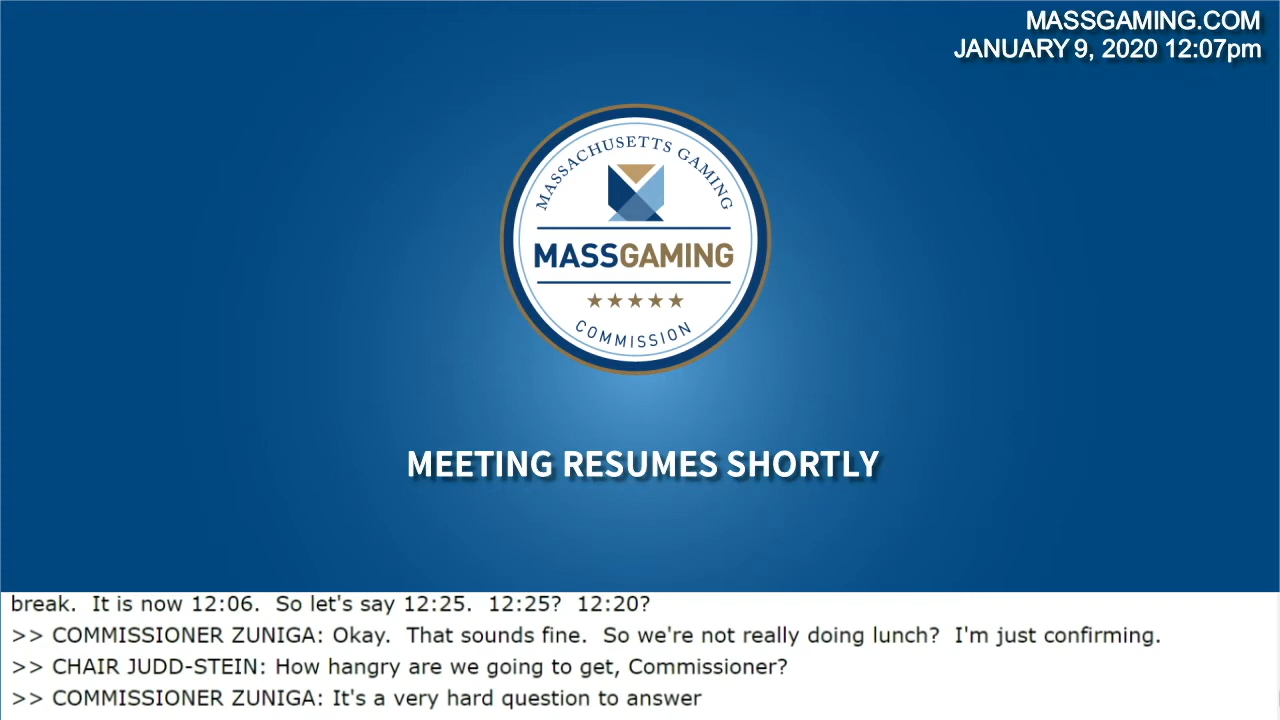 MASSGAMING.COM
JANUARY 9, 2020 12:07pm
MASSACHUSETTS GAMING
MASSGAMING
COMMISSION
MEETING RESUMES SHORTLY
break.  It is now 12:06.  So let's say 12:25.  12:25?  12:20?
>> COMMISSIONER ZUNIGA: Okay.  That sounds fine.  So we're not really doing lunch?  I'm just confirming.
>> CHAIR JUDD-STEIN: How hangry are we going to get, Commissioner?
>> COMMISSIONER ZUNIGA: It's a very hard question to answer